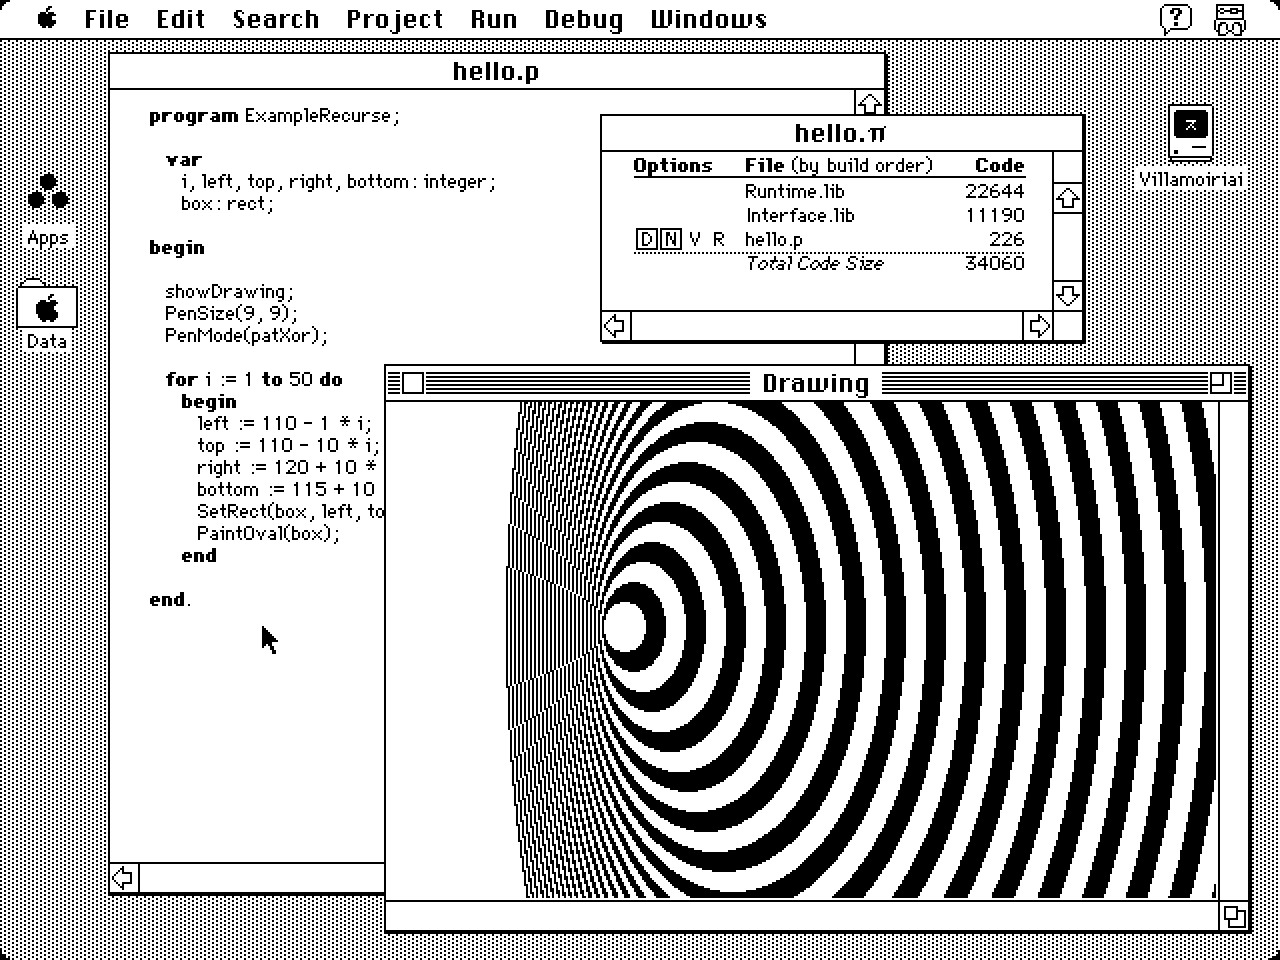 File Edit Search Project Run Debug Windows
hello.p
program ExampleRecurse;
var
i, left, top, right, bottom: integer;
box: rect;
begin
showDrawing;
PenSize(9, 9);
PenMode(patXor);
for i := 1 to 50 do
begin
left := 110 - 1 * i;
top := 110 - 10 * i;
right := 120 + 10 *
bottom := 115 + 10
SetRect(box, left, to
PaintOval(box);
end
end.
hello.π
Options File (by build order) Code
Runtime.lib 22644
Interface.lib 11190
D N V R hello.p 226
Total Code Size 34060
Drawing
Apps
Data
Villamoiriai